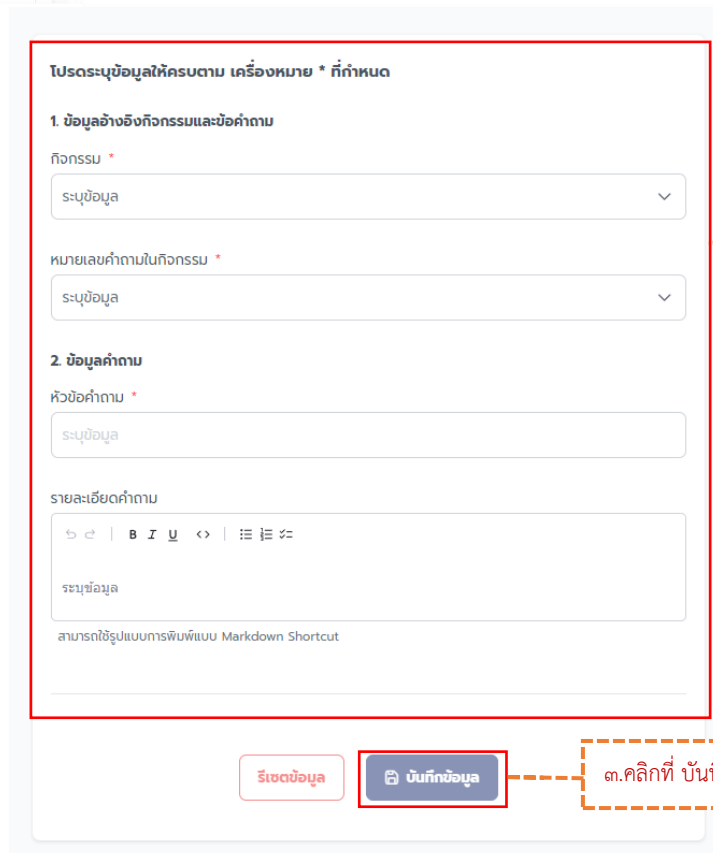 โปรดระบุข้อมูลให้ครบตาม เครื่องหมาย * ที่กำหนด
1. ข้อมูลอ้างอิงกิจกรรมและข้อคำถาม
กิจกรรม *
ระบุข้อมูล
หมายเลขคำถามในกิจกรรม *
ระบุข้อมูล
2. ข้อมูลคำถาม
หัวข้อคำถาม *
ระบุข้อมูล
รายละเอียดคำถาม
B I U <>
ระบุข้อมูล
สามารถใช้รูปแบบการพิมพ์แบบ Markdown Shortcut
รีเซตข้อมูล
บันทึกข้อมูล
๓.คลิกที่